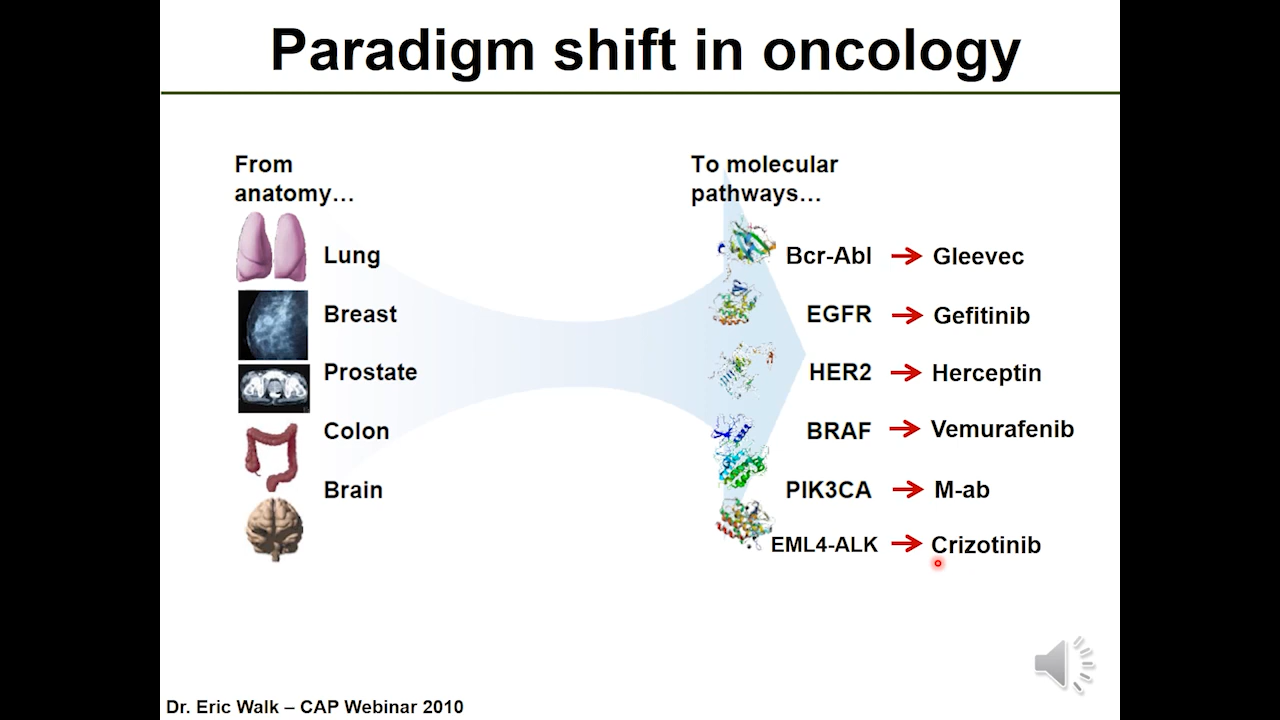 Paradigm shift in oncology
From
anatomy…
Lung
Breast
Prostate
Colon
Brain
To molecular
pathways…
Bcr-Abl → Gleevec
EGFR → Gefitinib
HER2 → Herceptin
BRAF → Vemurafenib
PIK3CA → M-ab
EML4-ALK → Crizotinib
Dr. Eric Walk – CAP Webinar 2010